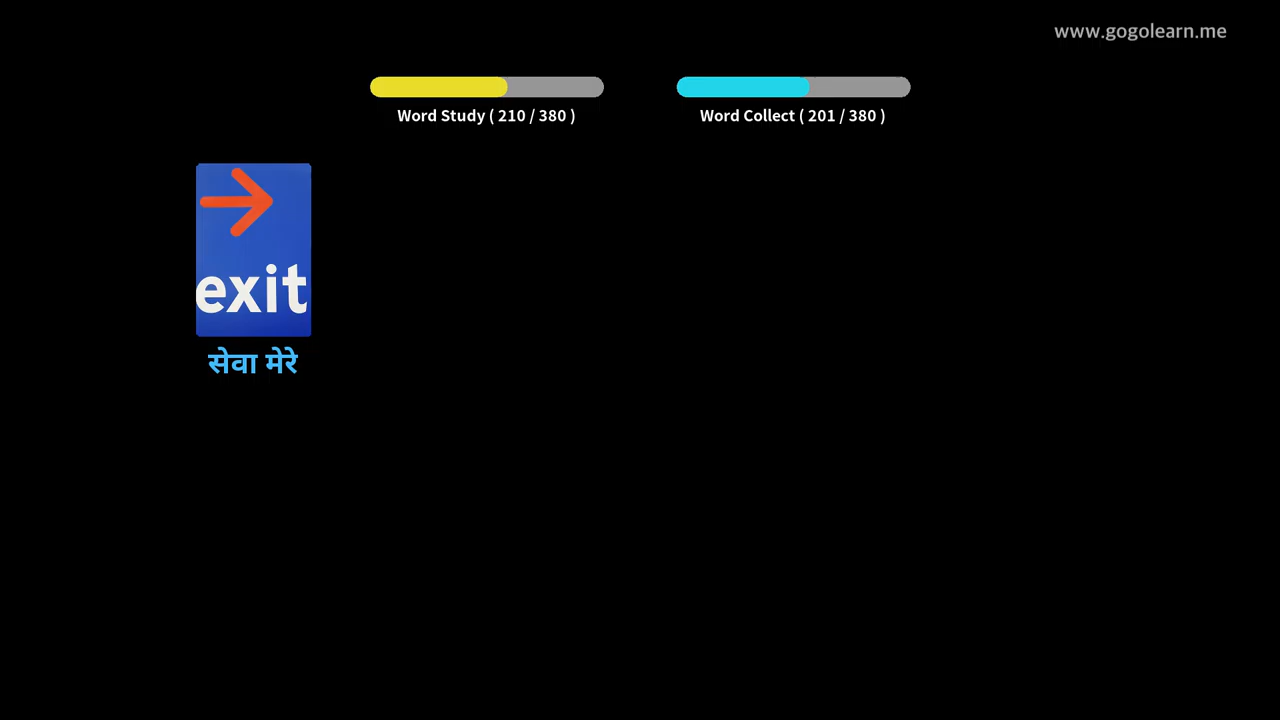 www.gogolearn.me
Word Study ( 210 / 380 )
Word Collect ( 201 / 380 )
exit
सेवा मेरे